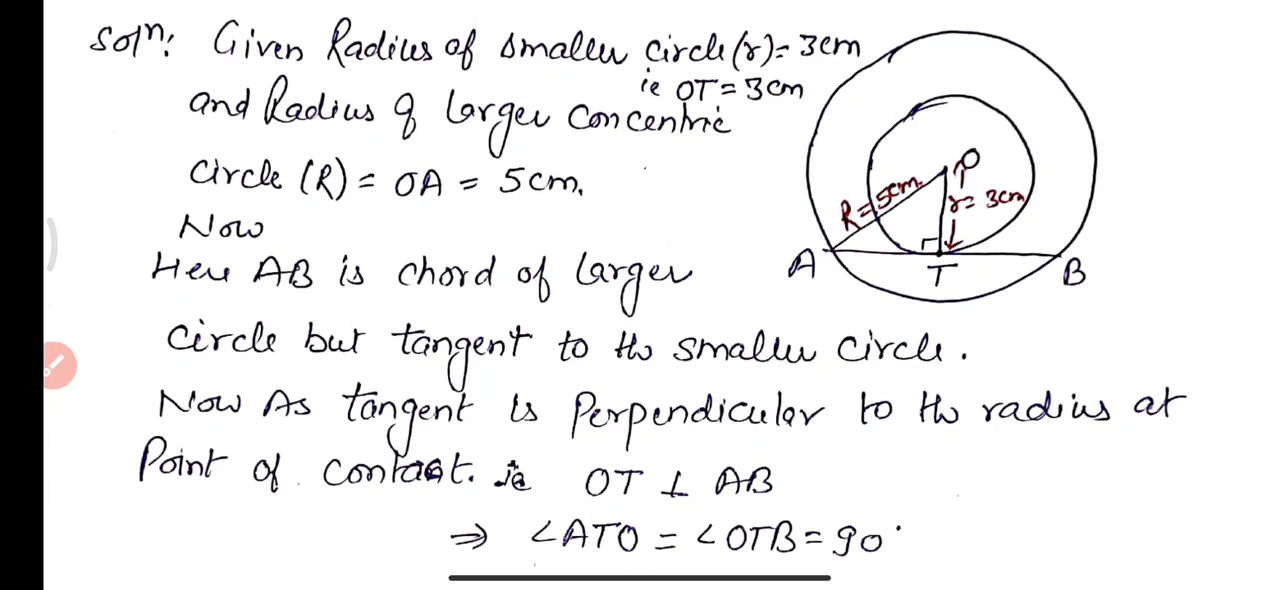 Soln: Given Radius of smaller circle (r) = 3cm
ie OT = 3cm
and Radius of larger concentric
circle (R) = OA = 5cm.
Now
Here AB is chord of larger
circle but tangent to the smaller circle.
Now As tangent is Perpendicular to the radius at
Point of contact. ie OT ⊥ AB
⇒ ∠ATO = ∠OTB = 90°
O
R = 5cm.
r = 3cm
A
T
B